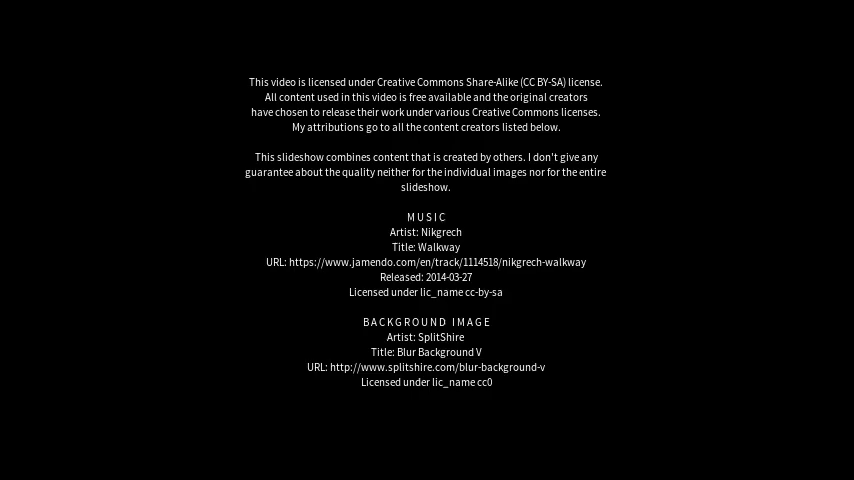 This video is licensed under Creative Commons Share-Alike (CC BY-SA) license.
All content used in this video is free available and the original creators
have chosen to release their work under various Creative Commons licenses.
My attributions go to all the content creators listed below.
This slideshow combines content that is created by others. I don't give any
guarantee about the quality neither for the individual images nor for the entire
slideshow.
MUSIC
Artist: Nikgrech
Title: Walkway
URL: https://www.jamendo.com/en/track/1114518/nikgrech-walkway
Released: 2014-03-27
Licensed under lic_name cc-by-sa
BACKGROUND IMAGE
Artist: SplitShire
Title: Blur Background V
URL: http://www.splitshire.com/blur-background-v
Licensed under lic_name cc0